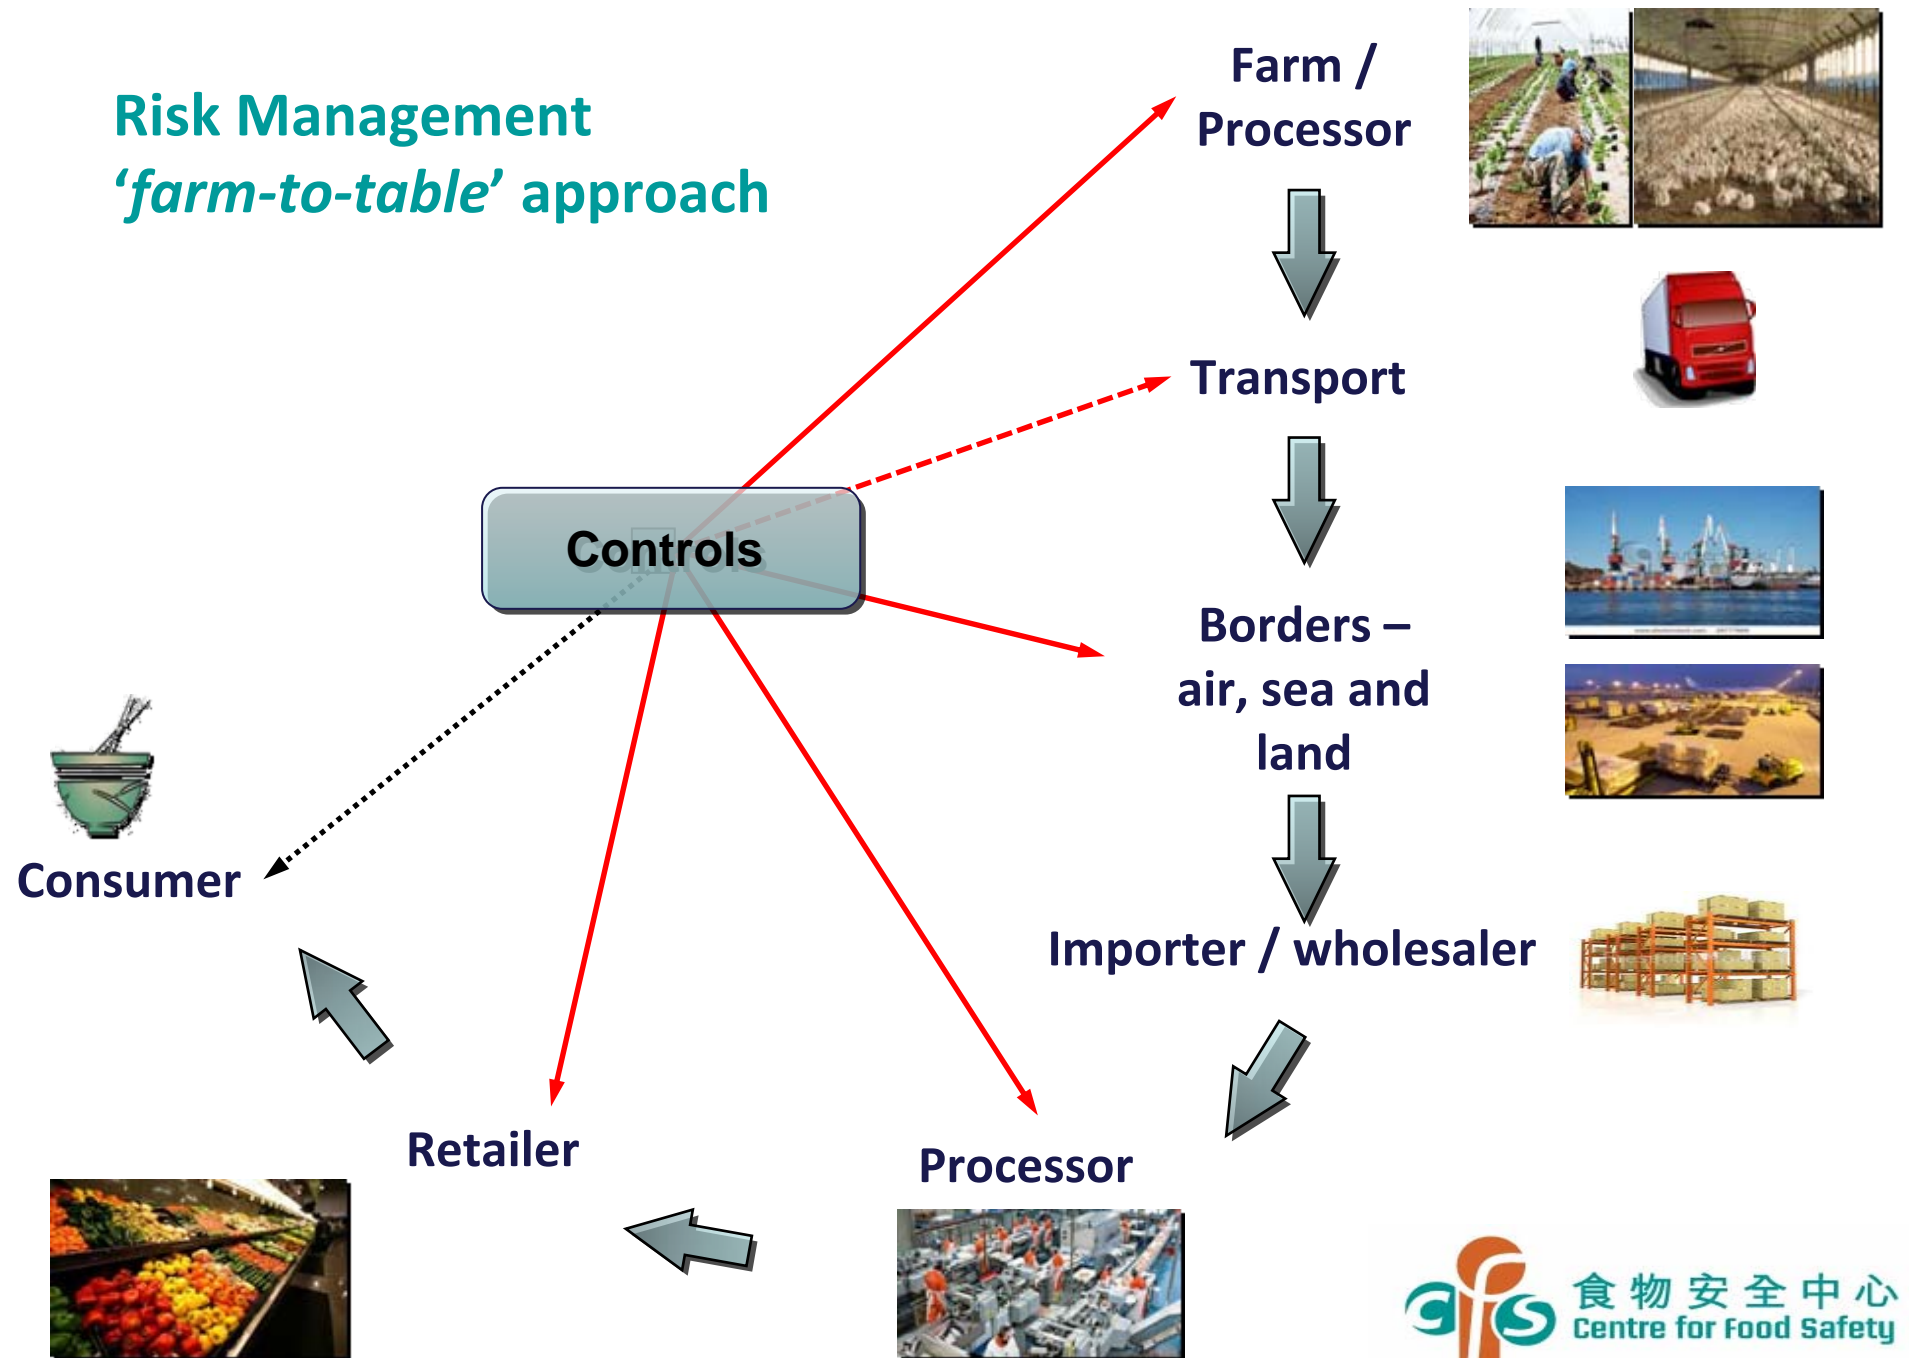 Risk Management
‘farm-to-table’ approach
Farm /
Processor
Transport
Controls
Borders –
air, sea and
land
Consumer
Importer / wholesaler
Retailer
Processor
cfs
食物安全中心
Centre for Food Safety